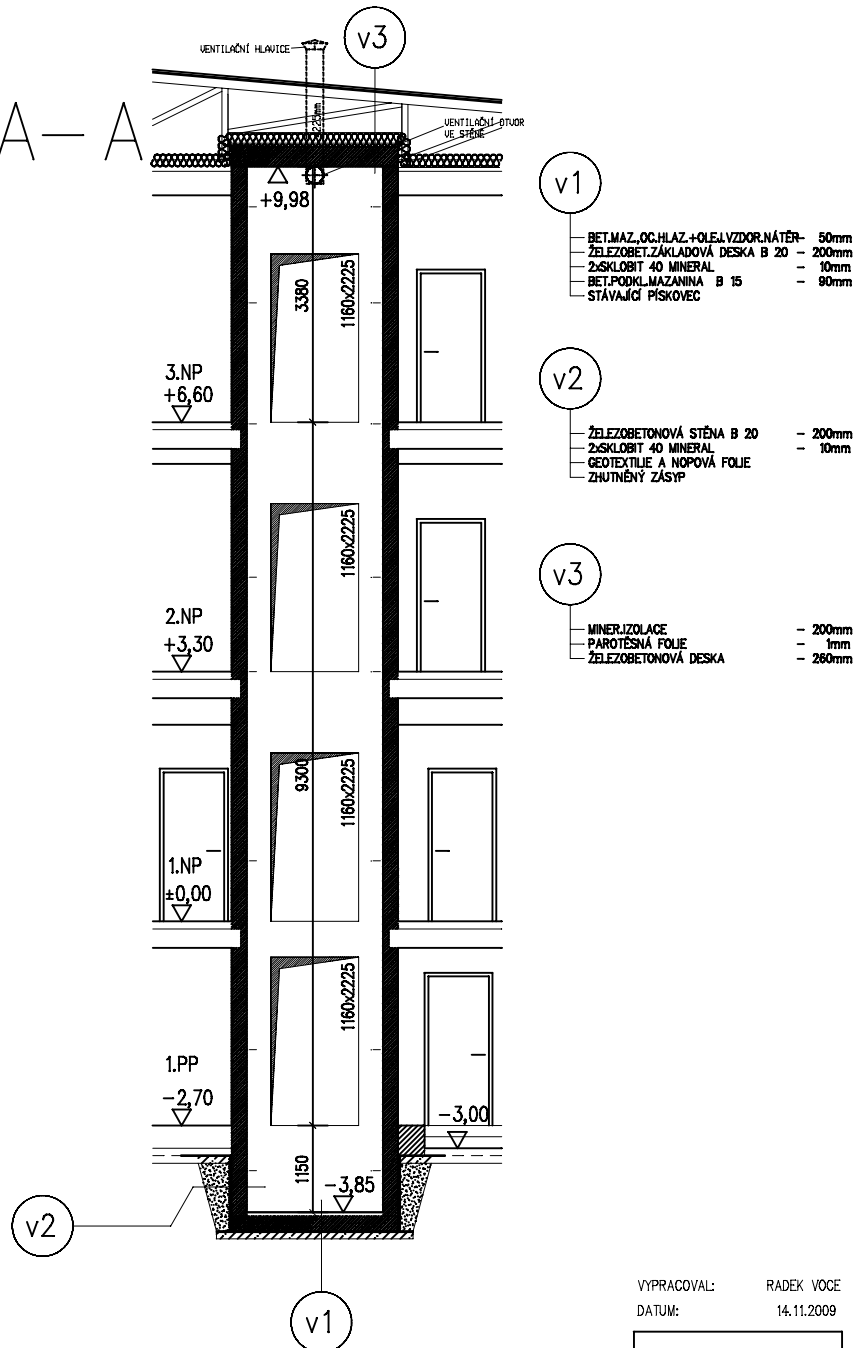 VENTILAČNÍ HLAVICE
v3
A — A
225mm
VENTILAČNÍ OTVOR
VE STĚNĚ
+9,98
v1
BET.MAZ.,OC.HLAZ.+OLEJ.VZDOR.NÁTĚR - 50mm
ŽELEZOBET.ZÁKLADOVÁ DESKA B 20 - 200mm
2xSKLOBIT 40 MINERAL - 10mm
BET.PODKL.MAZANINA B 15 - 90mm
STÁVAJÍCÍ PÍSKOVEC
3380
1160x2225
3.NP
+6,60
v2
ŽELEZOBETONOVÁ STĚNA B 20 - 200mm
2xSKLOBIT 40 MINERAL - 10mm
GEOTEXTILIE A NOPOVÁ FOLIE
ZHUTNĚNÝ ZÁSYP
1160x2225
v3
2.NP
+3,30
MINER.IZOLACE - 200mm
PAROTĚSNÁ FOLIE - 1mm
ŽELEZOBETONOVÁ DESKA - 260mm
9300
1160x2225
1.NP
±0,00
1160x2225
1.PP
-2,70
-3,00
1150
-3,85
v2
v1
VYPRACOVAL: RADEK VOCE
DATUM: 14.11.2009